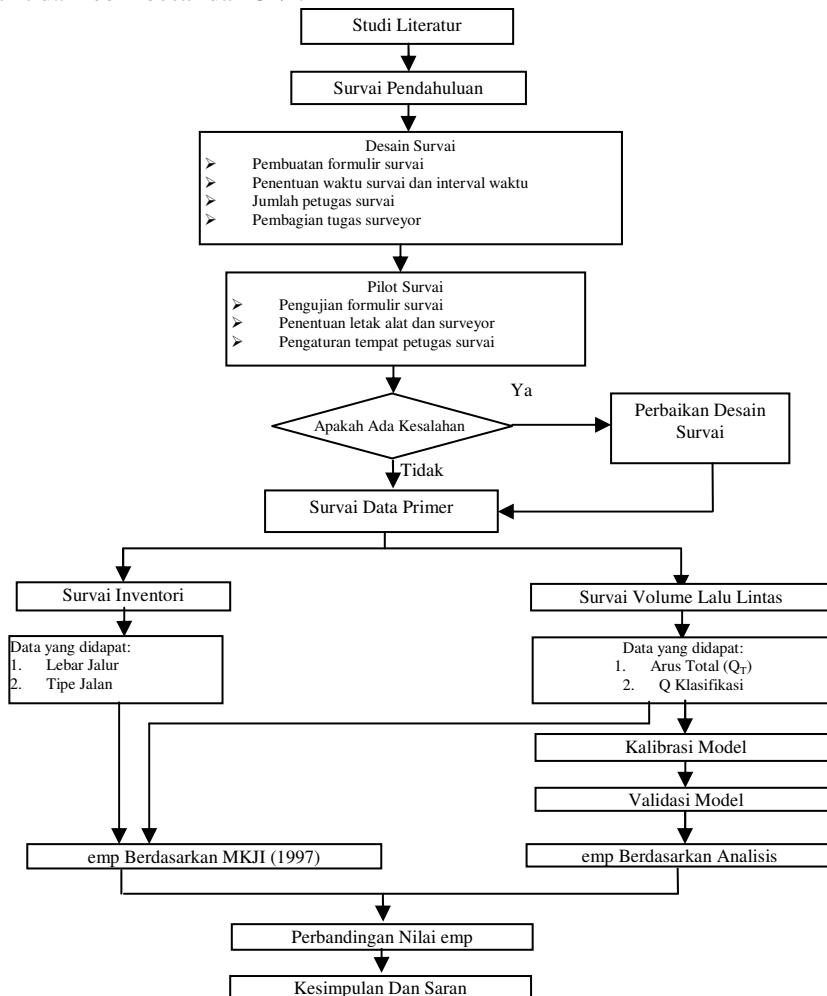 Studi Literatur
Survai Pendahuluan
Desain Survai
➢ Pembuatan formulir survai
➢ Penentuan waktu survai dan interval waktu
➢ Jumlah petugas survai
➢ Pembagian tugas surveyor
Pilot Survai
➢ Pengujian formulir survai
➢ Penentuan letak alat dan surveyor
➢ Pengaturan tempat petugas survai
Ya
Apakah Ada Kesalahan
Perbaikan Desain
Survai
Tidak
Survai Data Primer
Survai Inventori
Survai Volume Lalu Lintas
Data yang didapat:
1. Lebar Jalur
2. Tipe Jalan
Data yang didapat:
1. Arus Total (Q_T)
2. Q Klasifikasi
Kalibrasi Model
Validasi Model
emp Berdasarkan MKJI (1997)
emp Berdasarkan Analisis
Perbandingan Nilai emp
Kesimpulan Dan Saran